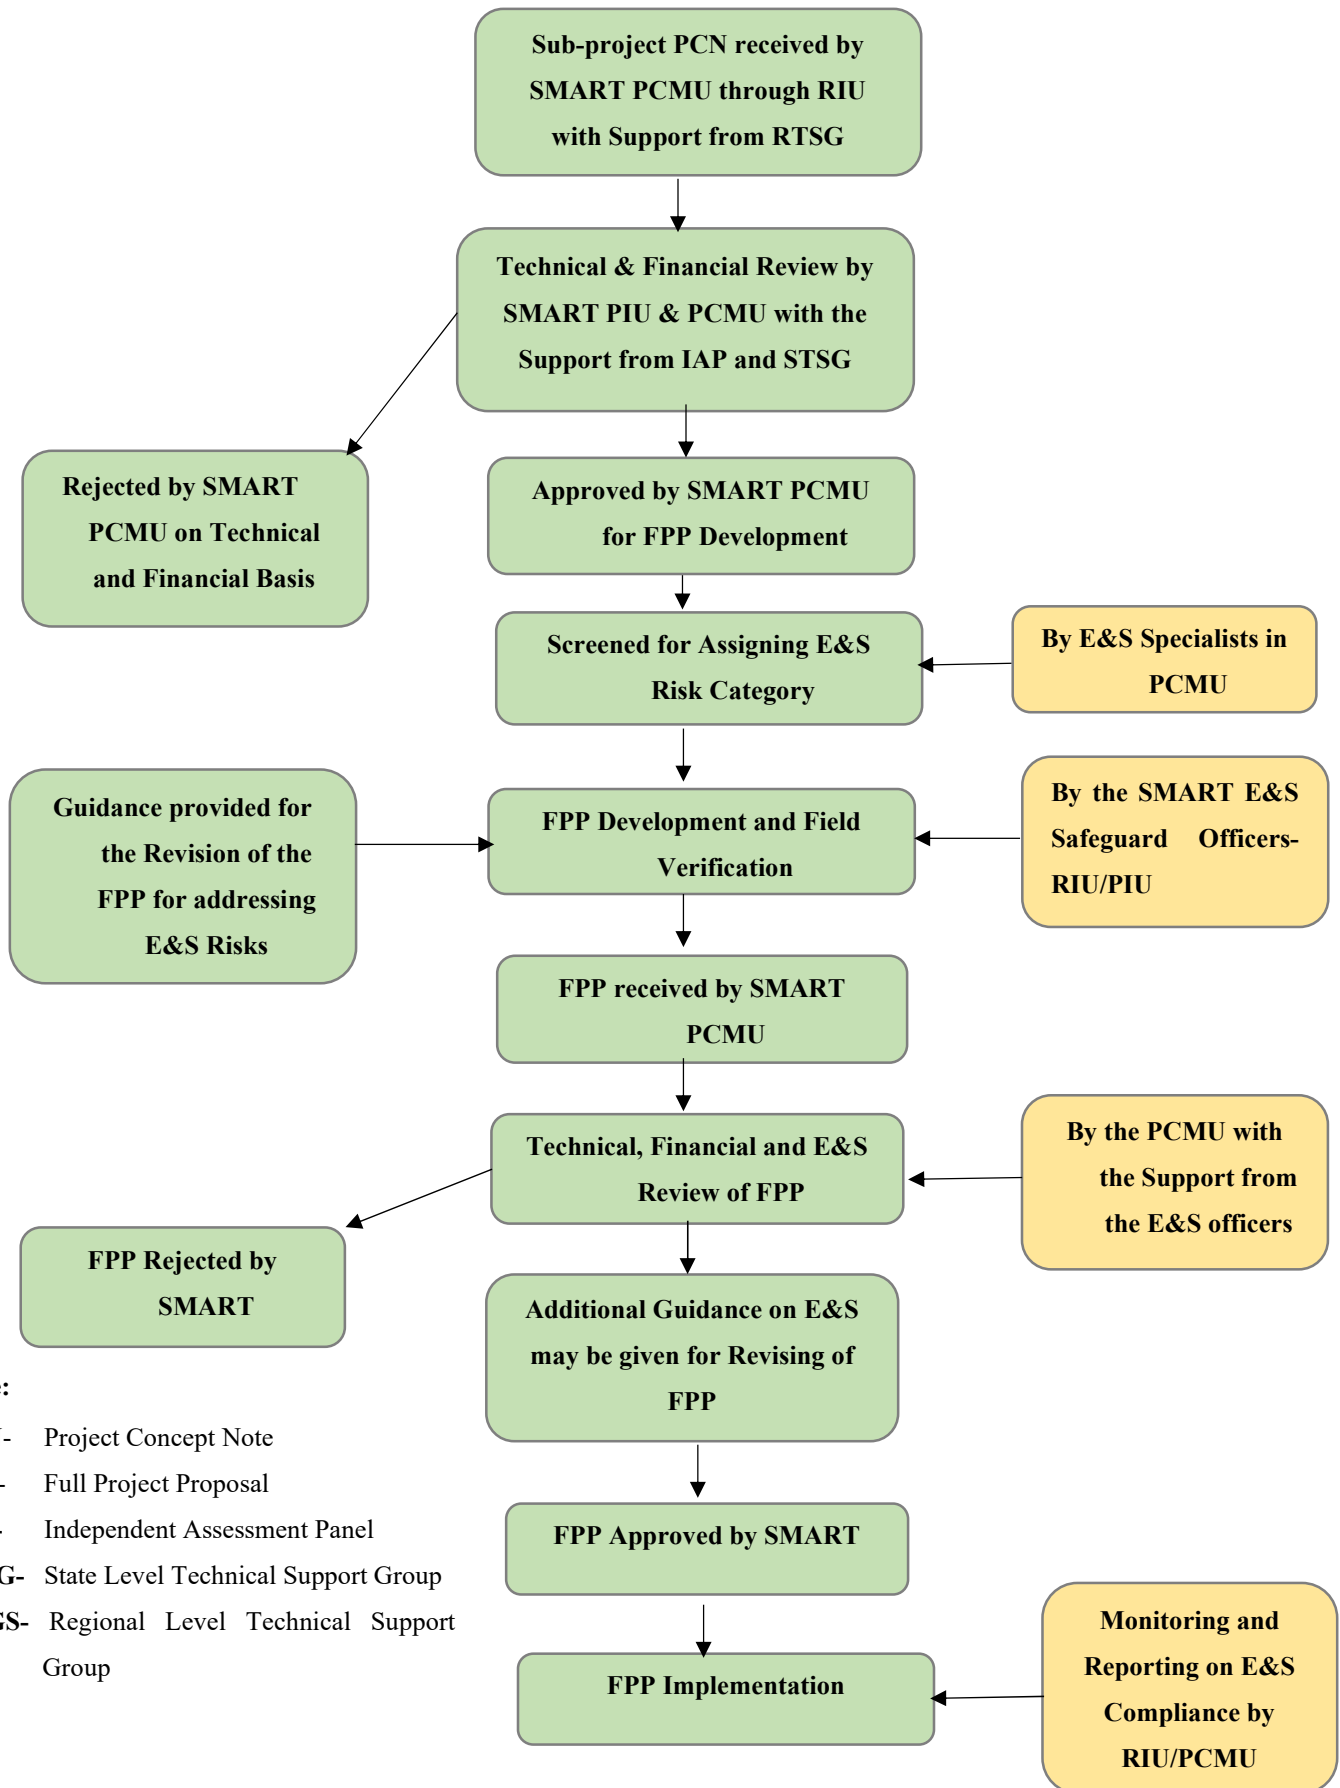 Sub-project PCN received by
SMART PCMU through RIU
with Support from RTSG
Technical & Financial Review by
SMART PIU & PCMU with the
Support from IAP and STSG
Rejected by SMART
PCMU on Technical
and Financial Basis
Approved by SMART PCMU
for FPP Development
Screened for Assigning E&S
Risk Category
By E&S Specialists in
PCMU
Guidance provided for
the Revision of the
FPP for addressing
E&S Risks
FPP Development and Field
Verification
By the SMART E&S
Safeguard Officers-
RIU/PIU
FPP received by SMART
PCMU
Technical, Financial and E&S
Review of FPP
By the PCMU with
the Support from
the E&S officers
FPP Rejected by
SMART
Additional Guidance on E&S
may be given for Revising of
FPP
Project Concept Note
Full Project Proposal
Independent Assessment Panel
G- State Level Technical Support Group
GS- Regional Level Technical Support
Group
FPP Approved by SMART
FPP Implementation
Monitoring and
Reporting on E&S
Compliance by
RIU/PCMU